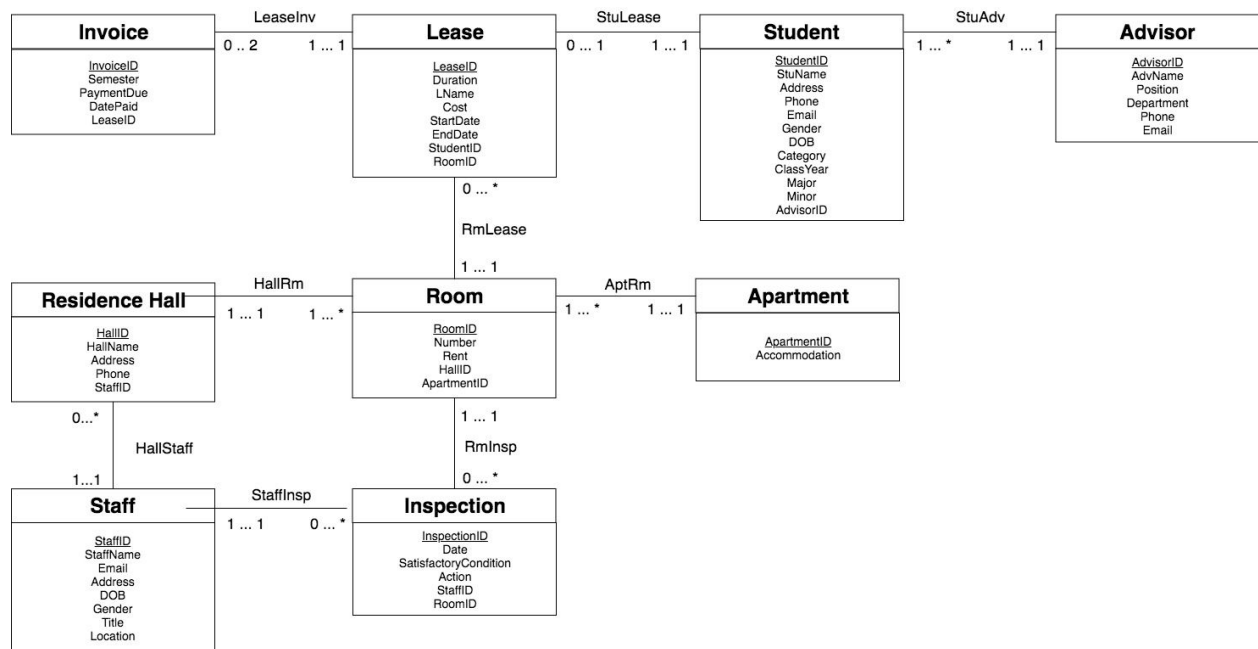 LeaseInv
StuLease
StuAdv
Invoice
Lease
Student
Advisor
0 .. 2
1 ... 1
0 ... 1
1 ... 1
1 ... *
1 ... 1
InvoiceID
Semester
PaymentDue
DatePaid
LeaseID
LeaseID
Duration
LName
Cost
StartDate
EndDate
StudentID
RoomID
StudentID
StuName
Address
Phone
Email
Gender
DOB
Category
ClassYear
Major
Minor
AdvisorID
AdvisorID
AdvName
Position
Department
Phone
Email
0 ... *
RmLease
1 ... 1
HallRm
AptRm
Residence Hall
Room
Apartment
1 ... 1
1 ... *
1 ... *
1 ... 1
HallID
HallName
Address
Phone
StaffID
RoomID
Number
Rent
HallID
ApartmentID
ApartmentID
Accommodation
0...*
HallStaff
1...1
1 ... 1
RmInsp
0 ... *
StaffInsp
Staff
Inspection
1 ... 1
0 ... *
StaffID
StaffName
Email
Address
DOB
Gender
Title
Location
InspectionID
Date
SatisfactoryCondition
Action
StaffID
RoomID